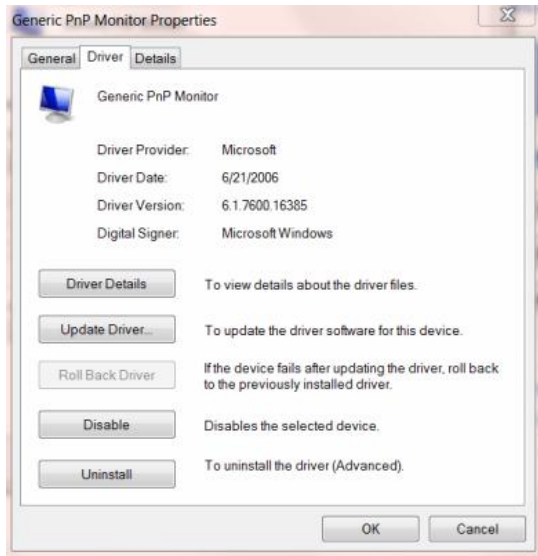 Generic PnP Monitor Properties
General Driver Details
Generic PnP Monitor
Driver Provider: Microsoft
Driver Date: 6/21/2006
Driver Version: 6.1.7600.16385
Digital Signer: Microsoft Windows
Driver Details To view details about the driver files.
Update Driver... To update the driver software for this device.
Roll Back Driver If the device fails after updating the driver, roll back
to the previously installed driver.
Disable Disables the selected device.
Uninstall To uninstall the driver (Advanced).
OK Cancel